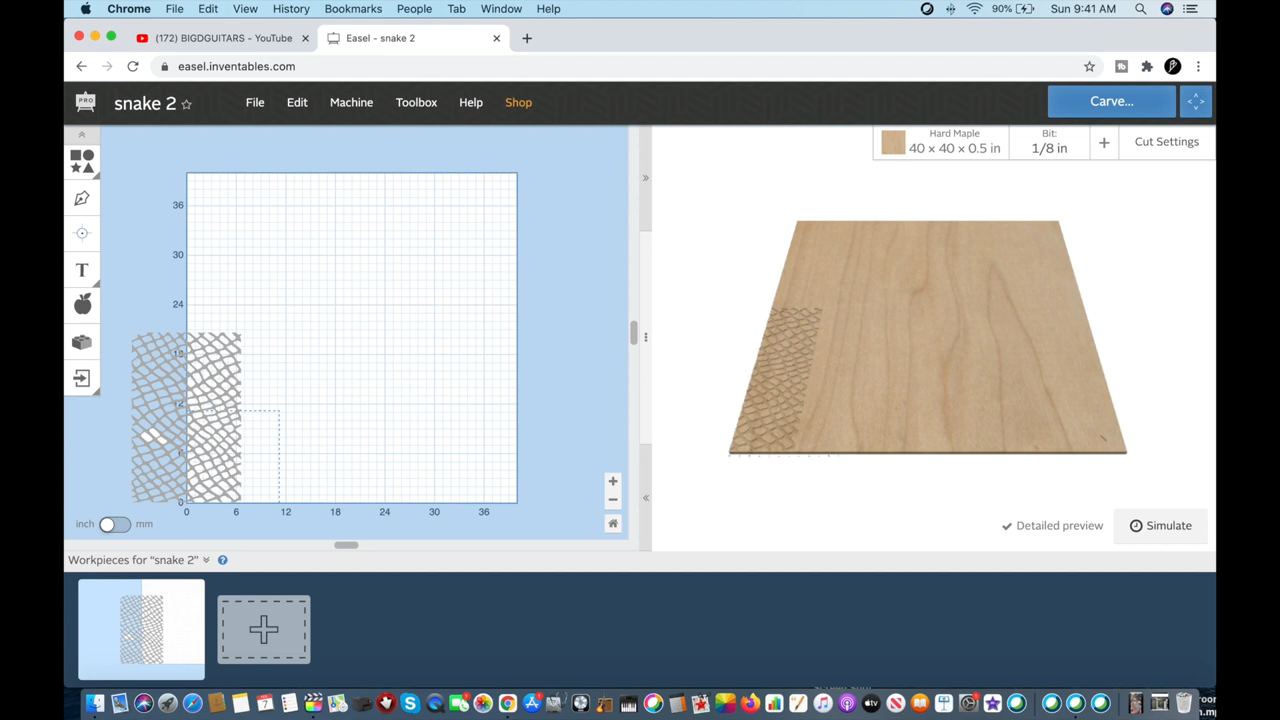 Chrome File Edit View History Bookmarks People Tab Window Help 90% Sun 9:41 AM
(172) BIGDGUITARS - YouTube × Easel - snake 2 × +
easel.inventables.com
PRO snake 2 File Edit Machine Toolbox Help Shop Carve...
Hard Maple
40 × 40 × 0.5 in
Bit:
1/8 in
+
Cut Settings
T
36
30
24
0
0 6 12 18 24 30 36
inch mm
Detailed preview
Simulate
Workpieces for "snake 2" ?